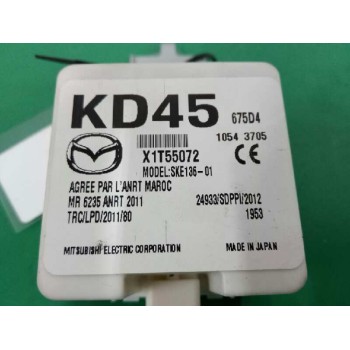 KD45 675D4
1054 3705
X1T55072 CE
MODEL:SKE136-01
AGREE PAR L'ANRT MAROC
MR 6235 ANRT 2011 24933/SDPPI/2012
TRC/LPD/2011/80 1953
MITSUBISHI ELECTRIC CORPORATION MADE IN JAPAN